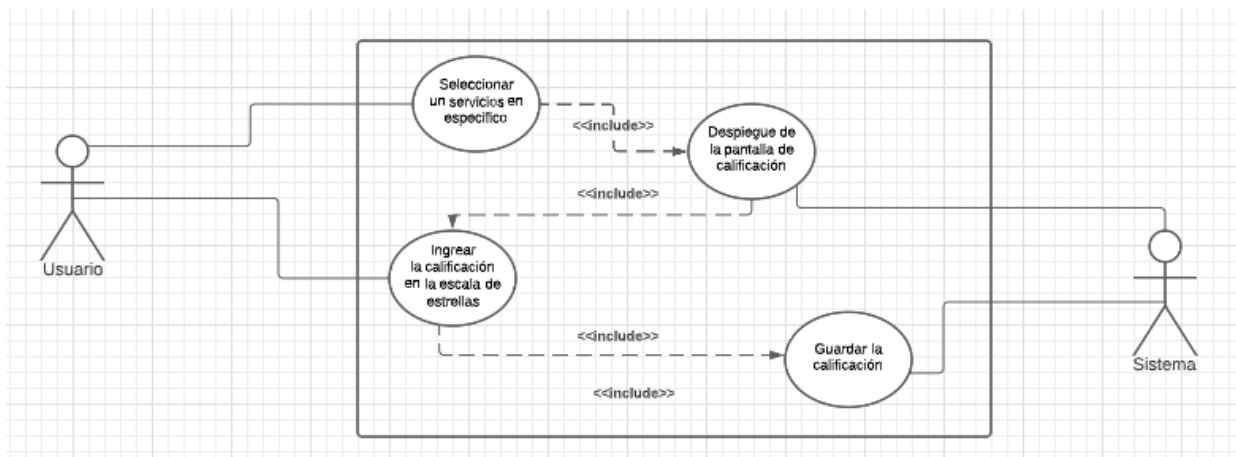 Seleccionar
un servicios en
especifico
<<include>>
Despiegue de
la pantalla de
calificación
<<include>>
Ingrear
la calificación
en la escala de
estrellas
Usuario
<<include>>
Guardar la
calificación
Sistema
<<include>>